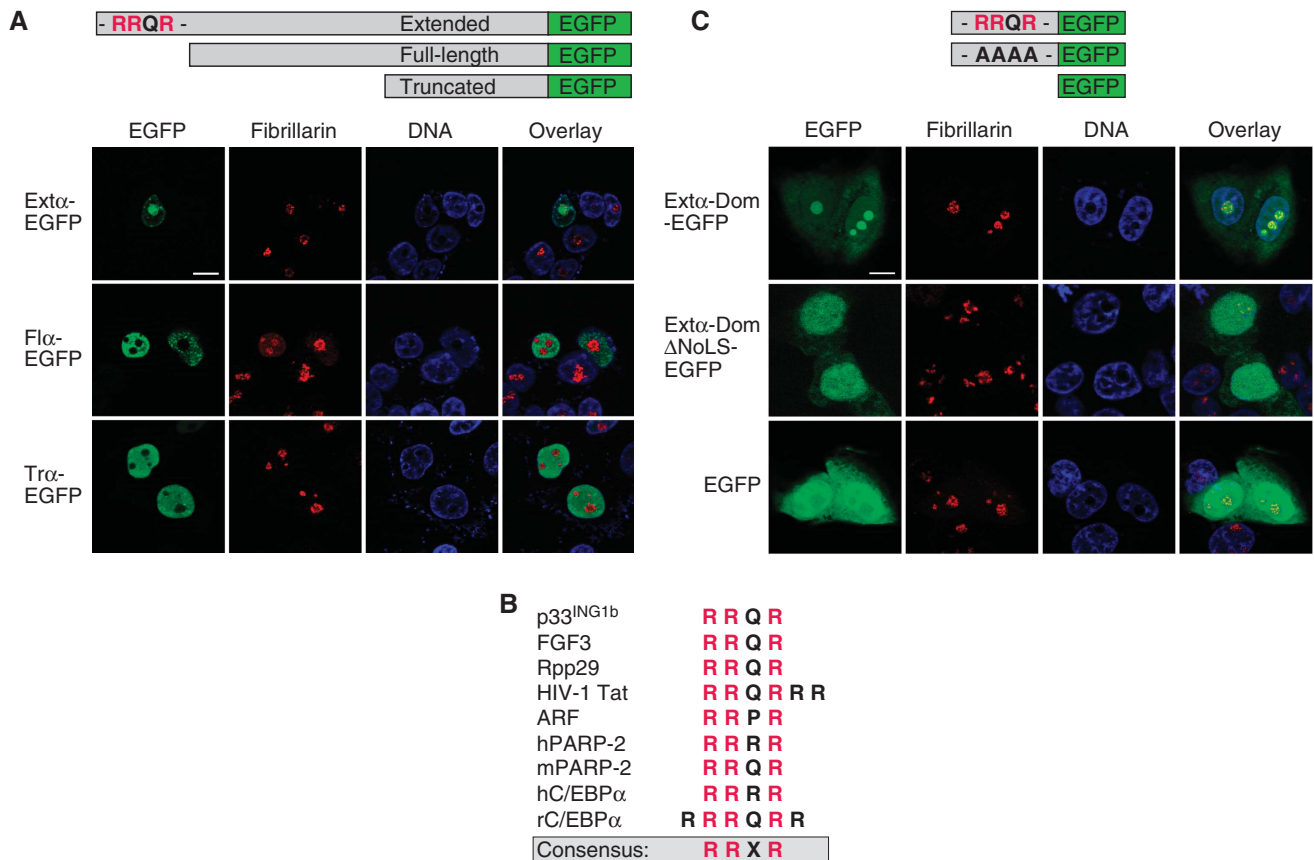 A
- RRQR - Extended EGFP
Full-length EGFP
Truncated EGFP
EGFP Fibrillarin DNA Overlay
Extα-
EGFP
Flα-
EGFP
Trα-
EGFP
C
- RRQR - EGFP
- AAAA - EGFP
EGFP
EGFP Fibrillarin DNA Overlay
Extα-Dom
-EGFP
Extα-Dom
ΔNoLS-
EGFP
EGFP
B
p33ING1b R R Q R
FGF3 R R Q R
Rpp29 R R Q R
HIV-1 Tat R R Q R R R
ARF R R P R
hPARP-2 R R R R
mPARP-2 R R Q R
hC/EBPα R R R R
rC/EBPα R R R Q R R
Consensus: R R X R